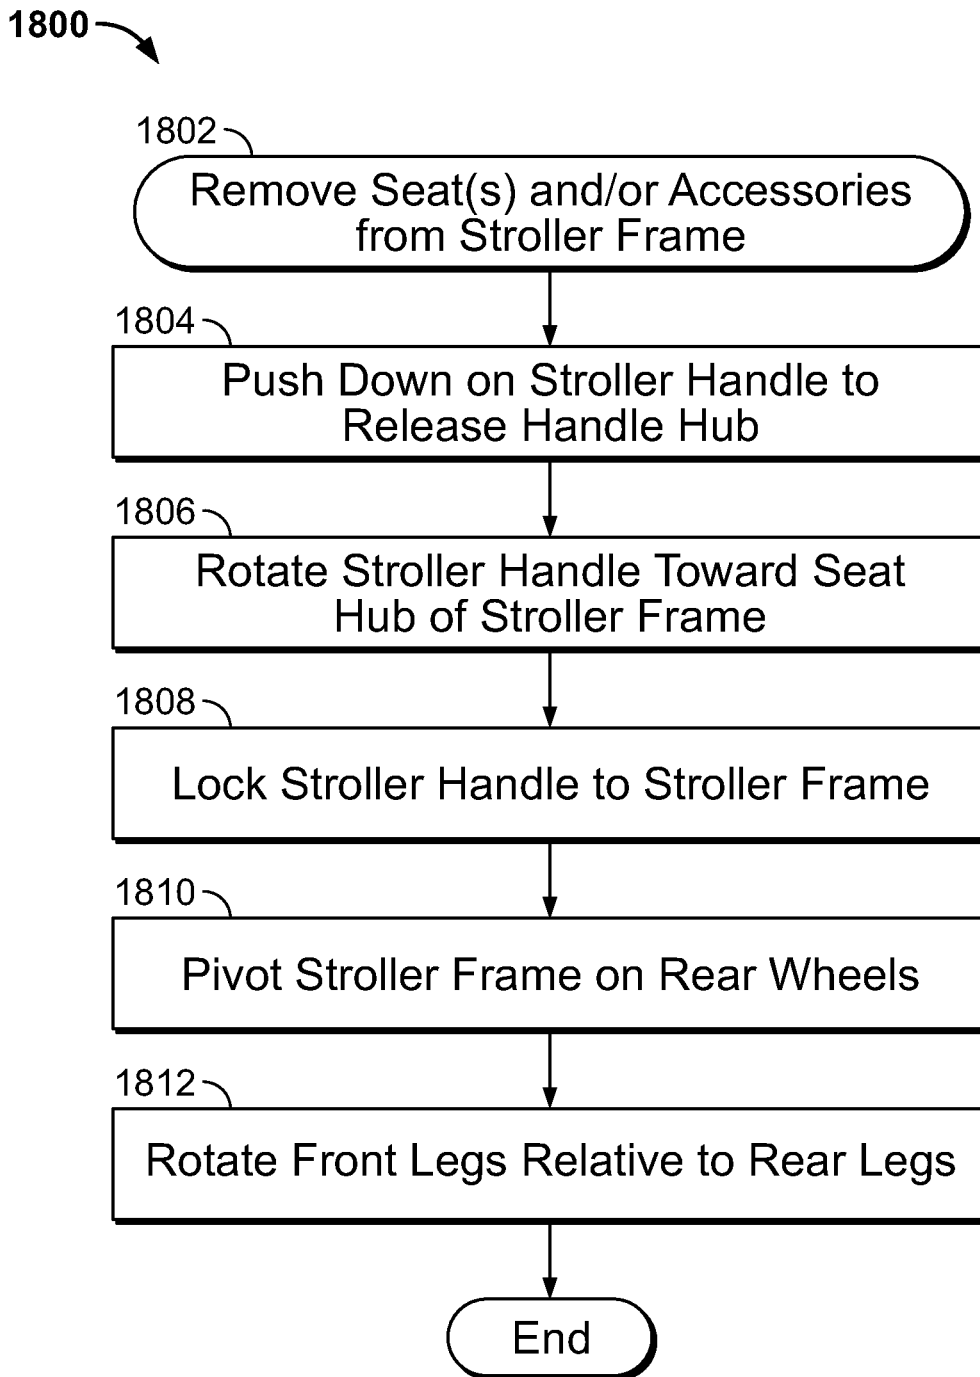 1800
1802
Remove Seat(s) and/or Accessories
from Stroller Frame
1804
Push Down on Stroller Handle to
Release Handle Hub
1806
Rotate Stroller Handle Toward Seat
Hub of Stroller Frame
1808
Lock Stroller Handle to Stroller Frame
1810
Pivot Stroller Frame on Rear Wheels
1812
Rotate Front Legs Relative to Rear Legs
End